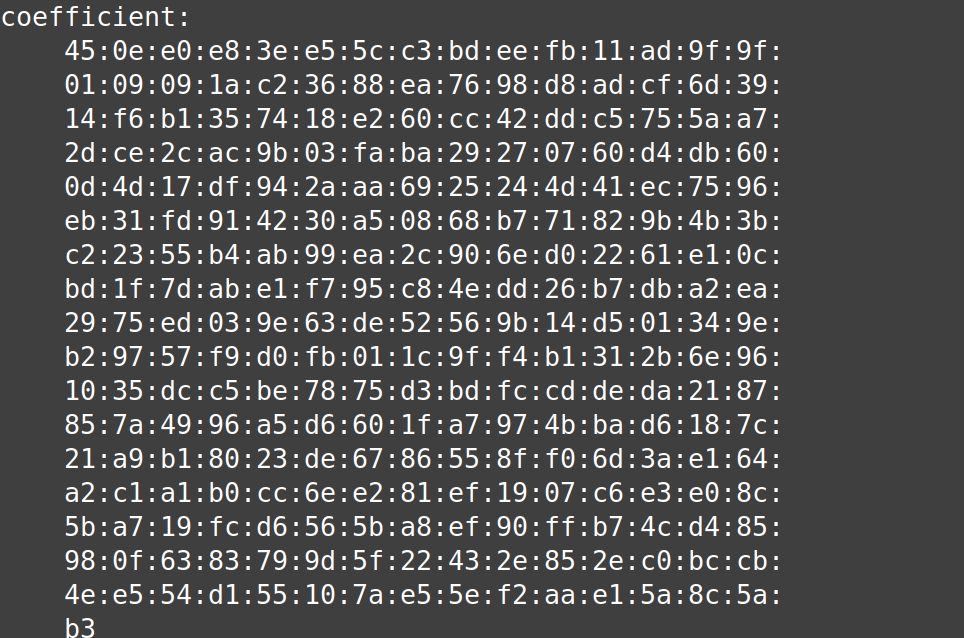 coefficient:
45:0e:e0:e8:3e:e5:5c:c3:bd:ee:fb:11:ad:9f:9f:
01:09:09:1a:c2:36:88:ea:76:98:d8:ad:cf:6d:39:
14:f6:b1:35:74:18:e2:60:cc:42:dd:c5:75:5a:a7:
2d:ce:2c:ac:9b:03:fa:ba:29:27:07:60:d4:db:60:
0d:4d:17:df:94:2a:aa:69:25:24:4d:41:ec:75:96:
eb:31:fd:91:42:30:a5:08:68:b7:71:82:9b:4b:3b:
c2:23:55:b4:ab:99:ea:2c:90:6e:d0:22:61:e1:0c:
bd:1f:7d:ab:e1:f7:95:c8:4e:dd:26:b7:db:a2:ea:
29:75:ed:03:9e:63:de:52:56:9b:14:d5:01:34:9e:
b2:97:57:f9:d0:fb:01:1c:9f:f4:b1:31:2b:6e:96:
10:35:dc:c5:be:78:75:d3:bd:fc:cd:de:da:21:87:
85:7a:49:96:a5:d6:60:1f:a7:97:4b:ba:d6:18:7c:
21:a9:b1:80:23:de:67:86:55:8f:f0:6d:3a:e1:64:
a2:c1:a1:b0:cc:6e:e2:81:ef:19:07:c6:e3:e0:8c:
5b:a7:19:fc:d6:56:5b:a8:ef:90:ff:b7:4c:d4:85:
98:0f:63:83:79:9d:5f:22:43:2e:85:2e:c0:bc:cb:
4e:e5:54:d1:55:10:7a:e5:5e:f2:aa:e1:5a:8c:5a:
b3